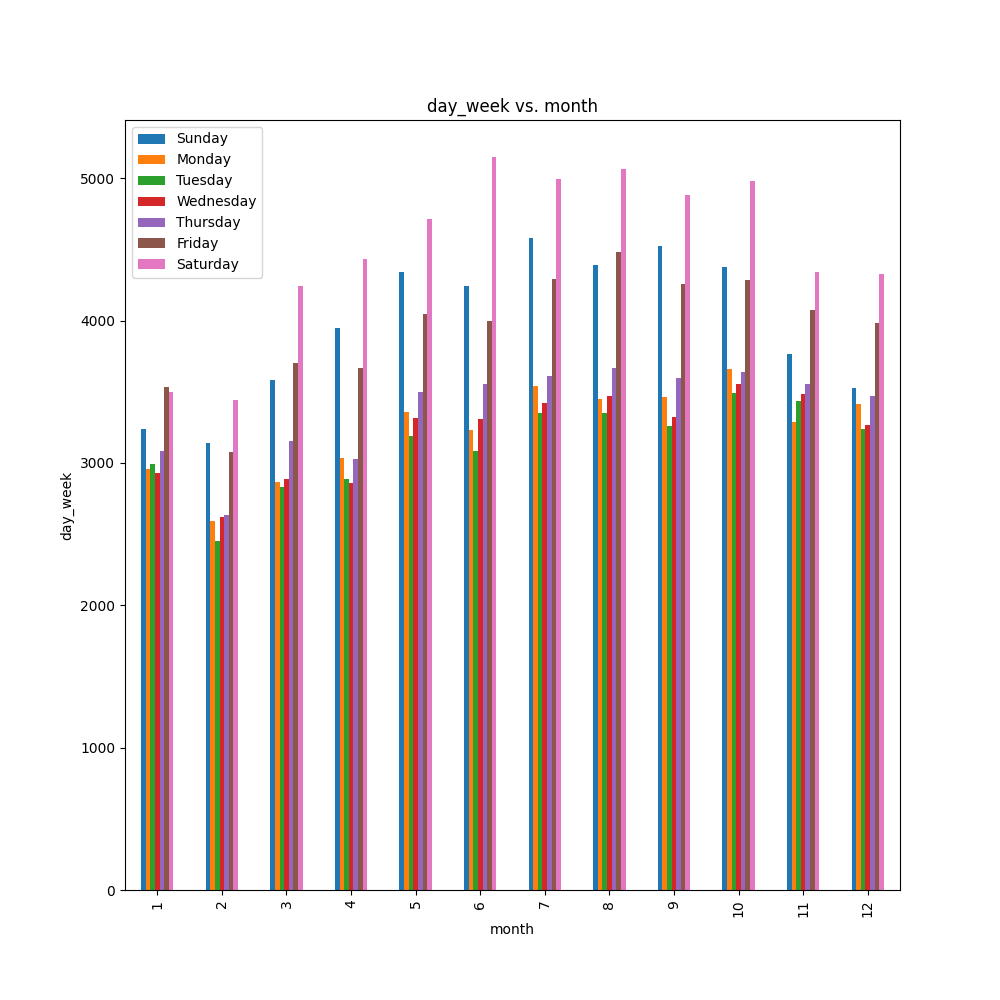 day_week vs. month
Sunday
Monday
Tuesday
Wednesday
Thursday
Friday
Saturday
5000
4000
3000
2000
1000
0
day_week
1 2 3 4 5 6 7 8 9 10 11 12
month